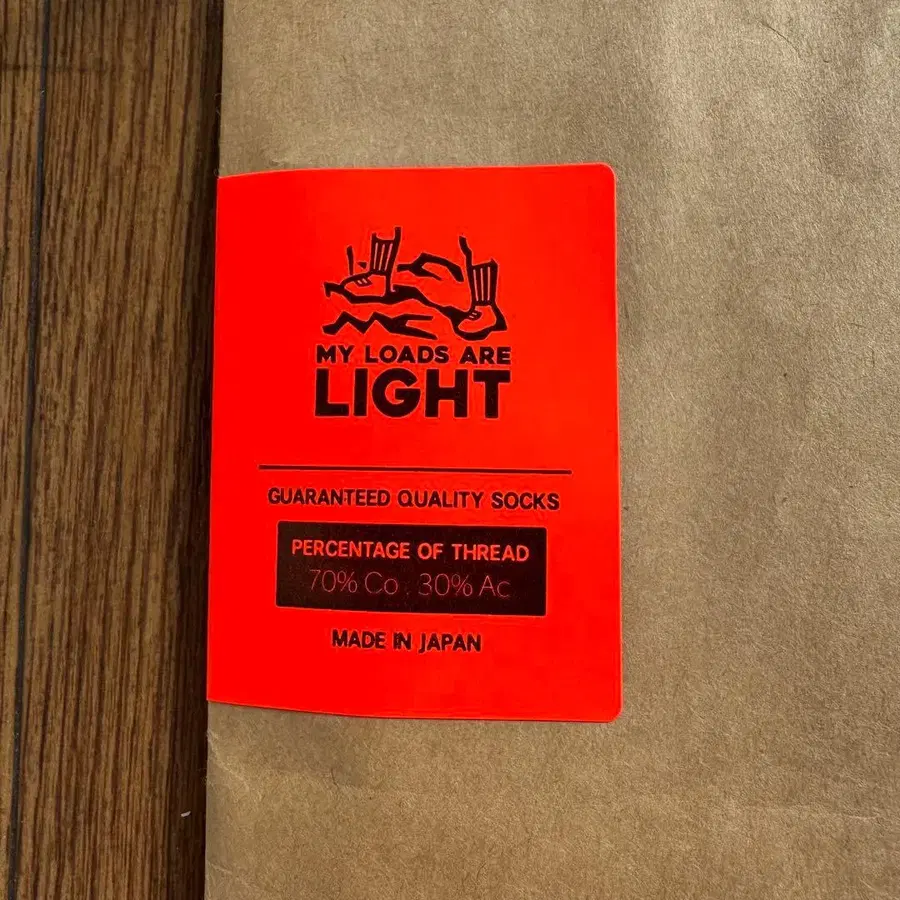 MY LOADS ARE
LIGHT
GUARANTEED QUALITY SOCKS
PERCENTAGE OF THREAD
70% Co . 30% Ac
MADE IN JAPAN